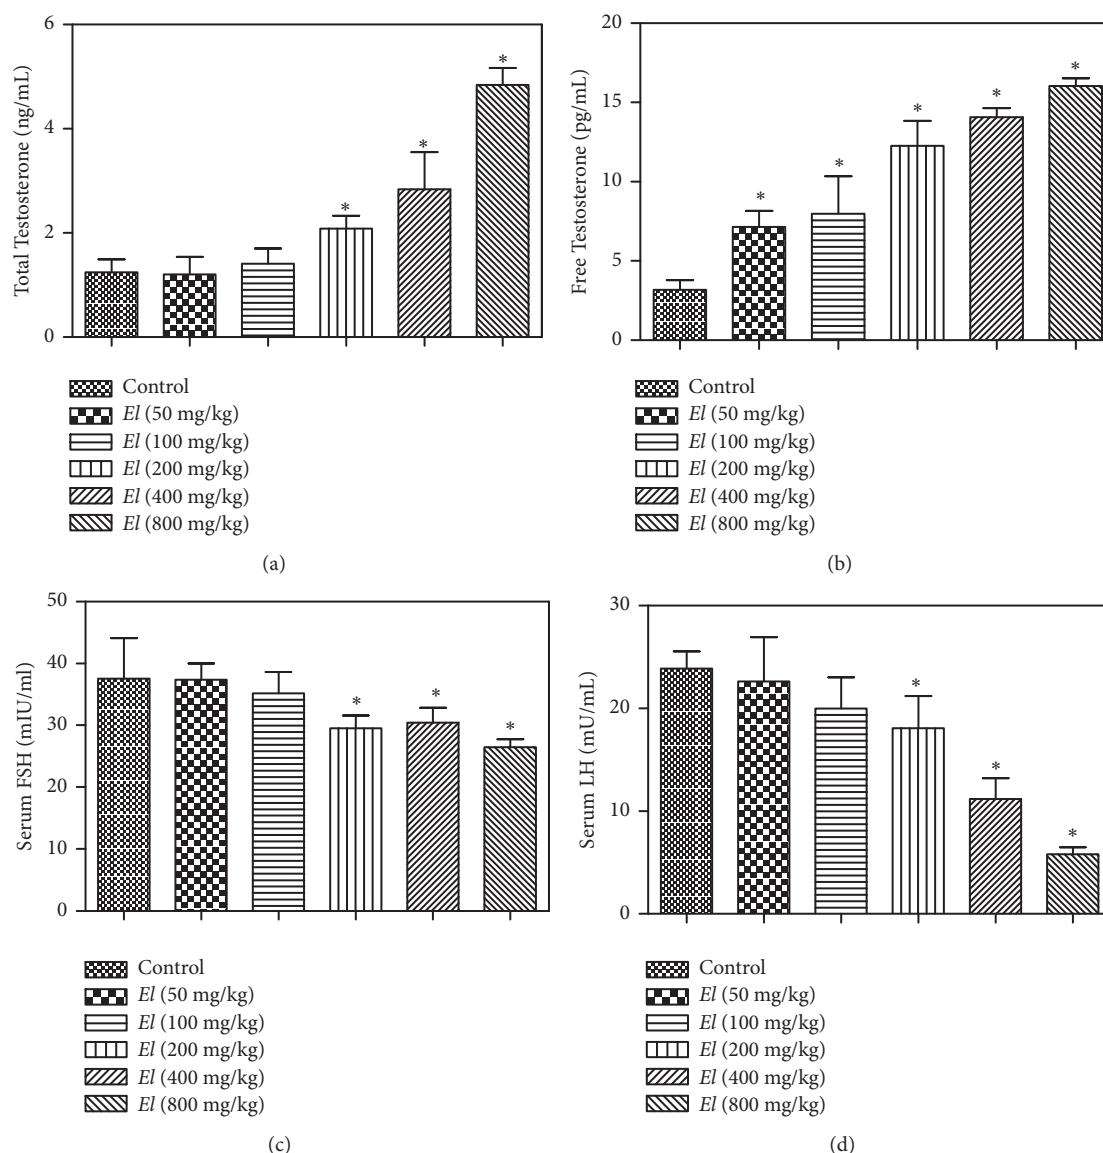 6
4
2
0
Total Testosterone (ng/mL)
*
*
*
Control
El (50 mg/kg)
El (100 mg/kg)
El (200 mg/kg)
El (400 mg/kg)
El (800 mg/kg)
(a)
20
15
10
5
0
Free Testosterone (pg/mL)
*
*
*
*
*
Control
El (50 mg/kg)
El (100 mg/kg)
El (200 mg/kg)
El (400 mg/kg)
El (800 mg/kg)
(b)
50
40
30
20
10
0
Serum FSH (mIU/ml)
*
*
*
Control
El (50 mg/kg)
El (100 mg/kg)
El (200 mg/kg)
El (400 mg/kg)
El (800 mg/kg)
(c)
30
20
10
0
Serum LH (mU/mL)
*
*
*
Control
El (50 mg/kg)
El (100 mg/kg)
El (200 mg/kg)
El (400 mg/kg)
El (800 mg/kg)
(d)